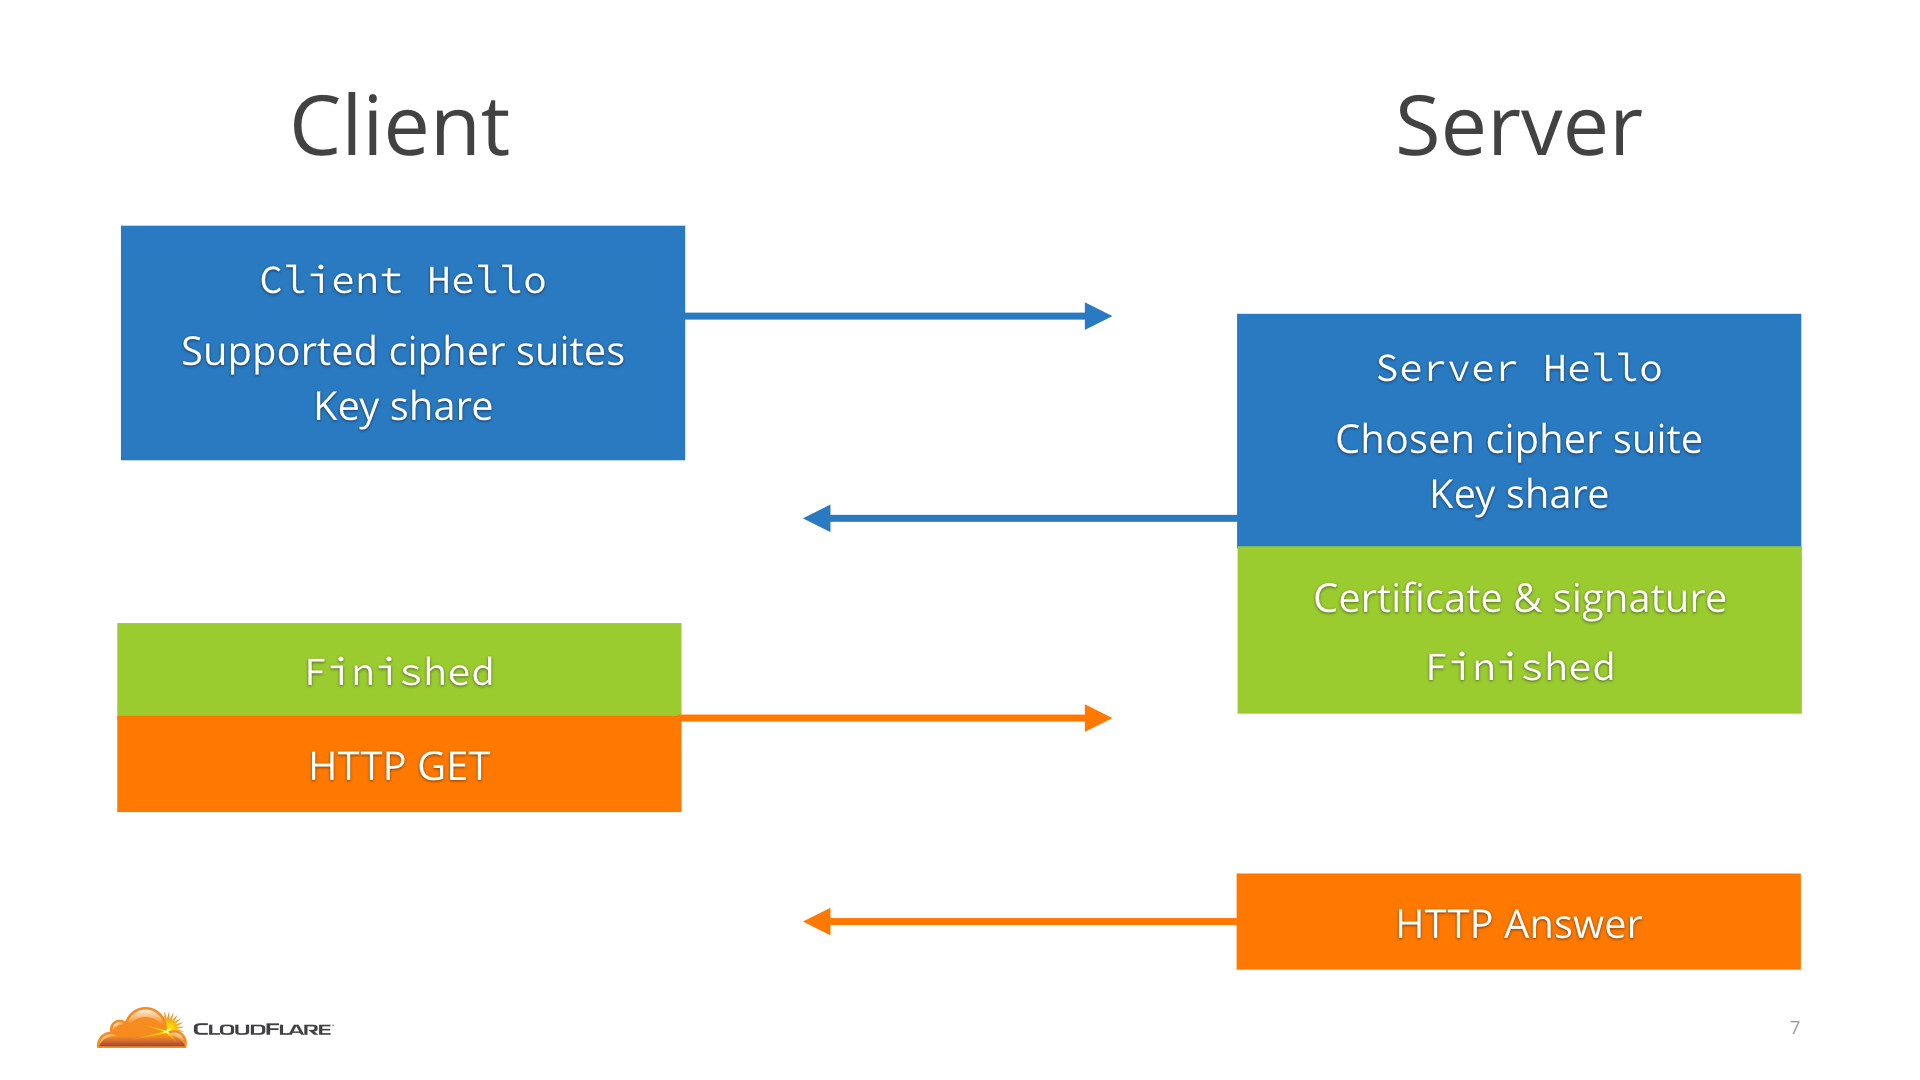 Client
Server
Client Hello
Supported cipher suites
Key share
Server Hello
Chosen cipher suite
Key share
Certificate & signature
Finished
Finished
HTTP GET
HTTP Answer
CLOUDFLARE
7